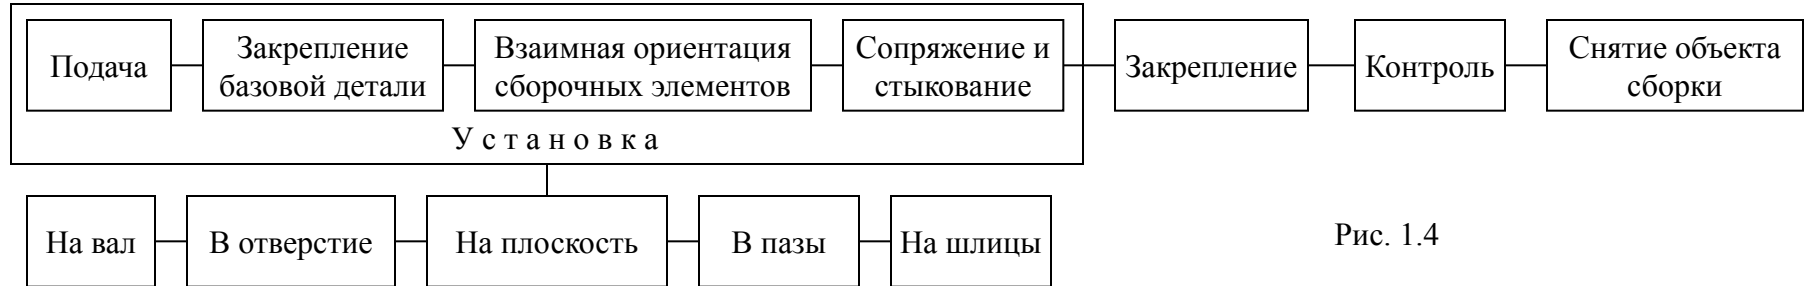 Подача
Закрепление
базовой детали
Взаимная ориентация
сборочных элементов
Сопряжение и
стыкование
Закрепление
Контроль
Снятие объекта
сборки
У с т а н о в к а
На вал
В отверстие
На плоскость
В пазы
На шлицы
Рис. 1.4